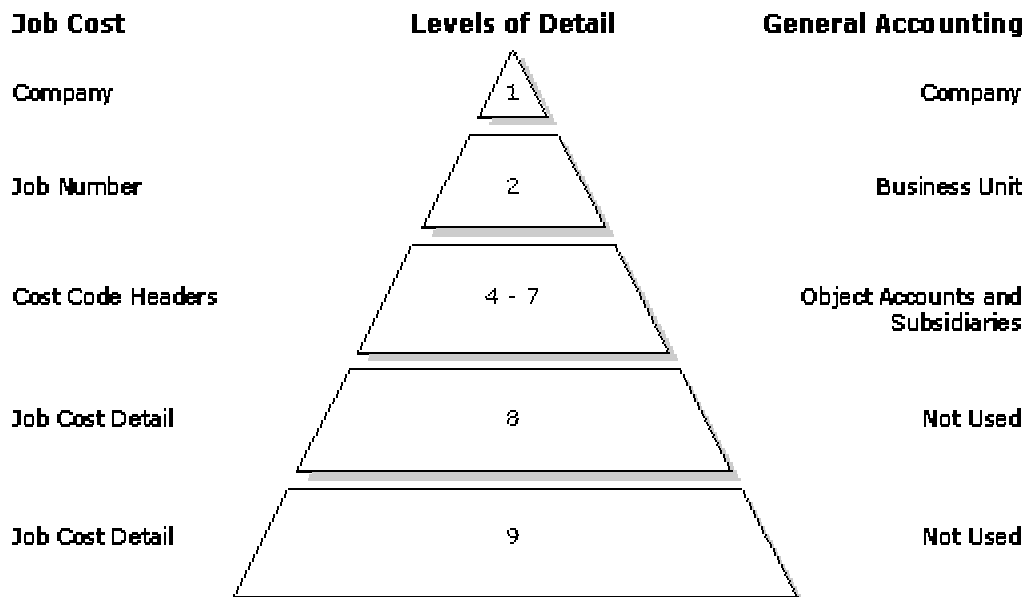 Job Cost Levels of Detail General Accounting
Company 1 Company
Job Number 2 Business Unit
Cost Code Headers 4 - 7 Object Accounts and
Subsidiaries
Job Cost Detail 8 Not Used
Job Cost Detail 9 Not Used